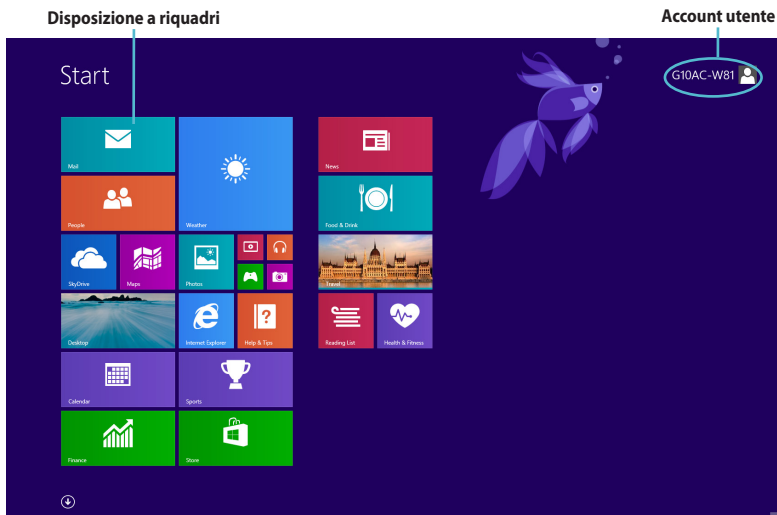 Disposizione a riquadri
Account utente
Start
G10AC-W81
Mail
Weather
News
People
Food & Drink
SkyDrive
Maps
Photos
Travel
Desktop
Internet Explorer
Help & Tips
Reading List
Health & Fitness
Calendar
Sports
Finance
Store